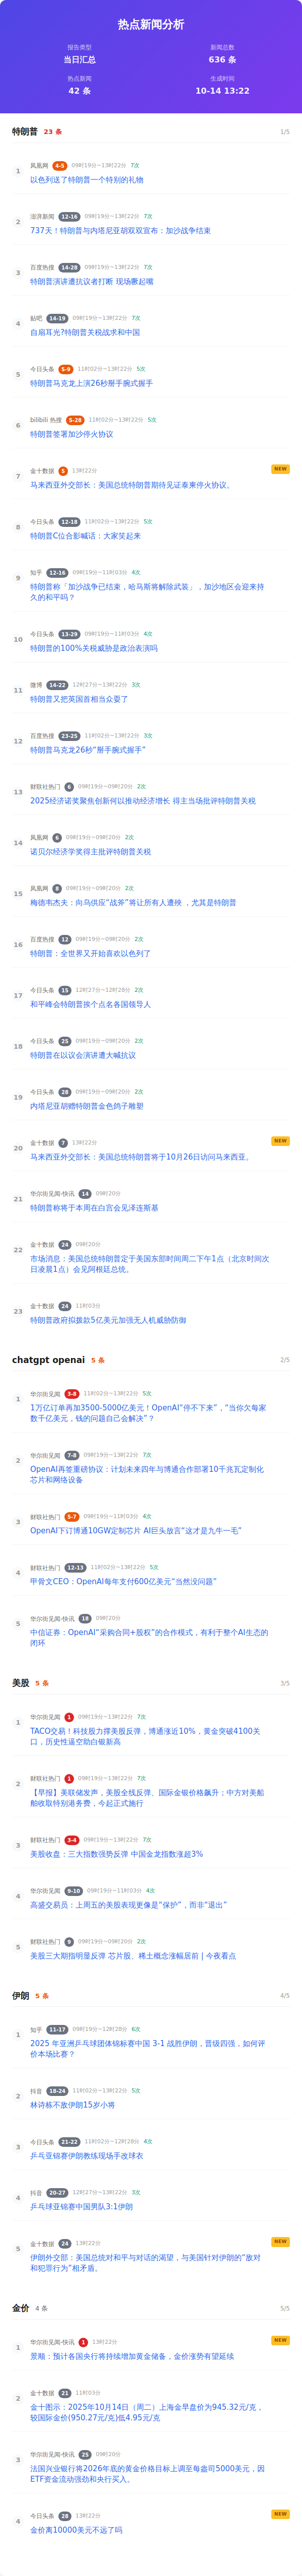 热点新闻分析
报告类型
当日汇总
新闻总数
636 条
热点新闻
42 条
生成时间
10-14 13:22
特朗普 23 条 1/5
1
凤凰网 4-5 09时19分~13时22分 7次
以色列送了特朗普一个特别的礼物
2
澎湃新闻 12-16 09时19分~13时22分 7次
737天！特朗普与内塔尼亚胡双双宣布：加沙战争结束
3
百度热搜 14-28 09时19分~13时22分 7次
特朗普演讲遭抗议者打断 现场嘶起嘴
4
贴吧 14-19 09时19分~13时22分 7次
自扇耳光?特朗普关税战求和中国
5
今日头条 5-9 11时02分~13时22分 5次
特朗普马克龙上演26秒掰手腕式握手
6
bilibili 热搜 5-28 11时02分~13时22分 5次
特朗普签署加沙停火协议
7
金十数据 5 13时22分 NEW
马来西亚外交部长：美国总统特朗普期待见证泰柬停火协议。
8
今日头条 12-18 11时02分~13时22分 5次
特朗普C位合影喊话：大家笑起来
9
知乎 12-16 09时19分~11时03分 4次
特朗普称「加沙战争已结束，哈马斯将解除武装」，加沙地区会迎来持
久的和平吗？
10
今日头条 13-29 09时19分~11时03分 4次
特朗普的100%关税威胁是政治表演吗
11
微博 14-22 12时27分~13时22分 3次
特朗普又把英国首相当众耍了
12
百度热搜 23-25 11时02分~13时22分 3次
特朗普马克龙26秒“掰手腕式握手”
13
财联社热门 6 09时19分~09时20分 2次
2025经济诺奖聚焦创新何以推动经济增长 得主当场批评特朗普关税
14
凤凰网 6 09时19分~09时20分 2次
诺贝尔经济学奖得主批评特朗普关税
15
凤凰网 8 09时19分~09时20分 2次
梅德韦杰夫：向乌供应“战斧”将让所有人遭殃 ，尤其是特朗普
16
百度热搜 12 09时19分~09时20分 2次
特朗普：全世界又开始喜欢以色列了
17
今日头条 15 12时27分~12时28分 2次
和平峰会特朗普挨个点名各国领导人
18
今日头条 25 09时19分~09时20分 2次
特朗普在以议会演讲遭大喊抗议
19
今日头条 28 09时19分~09时20分 2次
内塔尼亚胡赠特朗普金色鸽子雕塑
20
金十数据 7 13时22分 NEW
马来西亚外交部长：美国总统特朗普将于10月26日访问马来西亚。
21
华尔街见闻-快讯 14 09时20分
特朗普称将于本周在白宫会见泽连斯基
22
金十数据 24 09时20分
市场消息：美国总统特朗普定于美国东部时间周二下午1点（北京时间次
日凌晨1点）会见阿根廷总统。
23
金十数据 24 11时03分
特朗普政府拟拨款5亿美元加强无人机威胁防御
chatgpt openai 5 条 2/5
1
华尔街见闻 3-8 11时02分~13时22分 5次
1万亿订单再加3500-5000亿美元！OpenAI“停不下来”，“当你欠每家
数千亿美元，钱的问题自己会解决”？
2
华尔街见闻 7-8 09时19分~13时22分 7次
OpenAI再签重磅协议：计划未来四年与博通合作部署10千兆瓦定制化
芯片和网络设备
3
财联社热门 5-7 09时19分~11时03分 4次
OpenAI下订博通10GW定制芯片 AI巨头放言“这才是九牛一毛”
4
财联社热门 12-13 11时02分~13时22分 5次
甲骨文CEO：OpenAI每年支付600亿美元“当然没问题”
5
华尔街见闻-快讯 18 09时20分
中信证券：OpenAI“采购合同+股权”的合作模式，有利于整个AI生态的
闭环
美股 5 条 3/5
1
华尔街见闻 1 09时19分~13时22分 7次
TACO交易！科技股力撑美股反弹，博通涨近10%，黄金突破4100关
口，历史性逼空助白银新高
2
财联社热门 1 09时19分~13时22分 7次
【早报】美联储发声，美股全线反弹、国际金银价格飙升；中方对美船
舶收取特别港务费，今起正式施行
3
财联社热门 3-4 09时19分~13时22分 7次
美股收盘：三大指数强势反弹 中国金龙指数涨超3%
4
华尔街见闻 9-10 09时19分~11时03分 4次
高盛交易员：上周五的美股表现更像是“保护”，而非“退出”
5
财联社热门 9 09时19分~09时20分 2次
美股三大期指明显反弹 芯片股、稀土概念涨幅居前 | 今夜看点
伊朗 5 条 4/5
1
知乎 11-17 09时19分~12时28分 6次
2025 年亚洲乒乓球团体锦标赛中国 3-1 战胜伊朗，晋级四强，如何评
价本场比赛？
2
抖音 18-24 11时02分~13时22分 5次
林诗栋不敌伊朗15岁小将
3
今日头条 21-22 11时02分~12时28分 4次
乒乓亚锦赛伊朗教练现场手改球衣
4
抖音 20-27 12时27分~13时22分 3次
乒乓球亚锦赛中国男队3:1伊朗
5
金十数据 24 13时22分 NEW
伊朗外交部：美国总统对和平与对话的渴望，与美国针对伊朗的“敌对
和犯罪行为”相矛盾。
金价 4 条 5/5
1
华尔街见闻-快讯 1 13时22分 NEW
景顺：预计各国央行将持续增加黄金储备，金价涨势有望延续
2
金十数据 21 11时03分
金十图示：2025年10月14日（周二）上海金早盘价为945.32元/克，
较国际金价(950.27元/克)低4.95元/克
3
华尔街见闻-快讯 25 09时20分
法国兴业银行将2026年底的黄金价格目标上调至每盎司5000美元，因
ETF资金流动强劲和央行买入。
4
今日头条 28 13时22分 NEW
金价离10000美元不远了吗